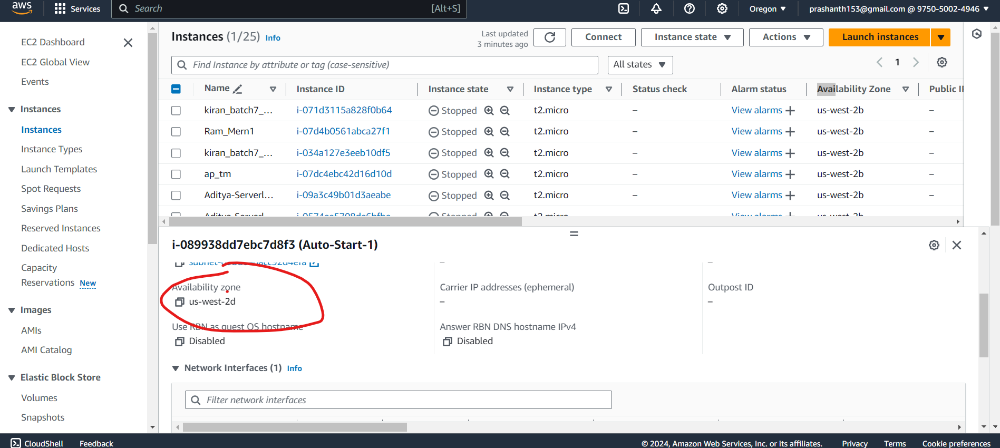 aws Services Search [Alt+S] Oregon prashanth153@gmail.com @ 9750-5002-4946
EC2 Dashboard
EC2 Global View
Events
Instances
Instances
Instance Types
Launch Templates
Spot Requests
Savings Plans
Reserved Instances
Dedicated Hosts
Capacity
Reservations New
Images
AMIs
AMI Catalog
Elastic Block Store
Volumes
Snapshots
Instances (1/25) Info
Last updated
3 minutes ago
Connect Instance state Actions Launch instances
Find Instance by attribute or tag (case-sensitive) All states 1
Name Instance ID Instance state Instance type Status check Alarm status Availability Zone Public
kiran_batch7_... i-071d3115a828f0b64 Stopped t2.micro – View alarms + us-west-2b –
Ram_Mern1 i-07d4b0561abca27f1 Stopped t2.micro – View alarms + us-west-2b –
kiran_batch7_... i-034a127e3eeb10df5 Stopped t2.micro – View alarms + us-west-2b –
ap_tm i-07dc4ebc42d16d10d Stopped t2.micro – View alarms + us-west-2b –
Aditya-Serverl... i-09a3c49b01d3aeabe Stopped t2.micro – View alarms + us-west-2b –
Stopped t2.micro View alarms us-west-2b
i-089938dd7ebc7d8f3 (Auto-Start-1)
– –
Availability zone Carrier IP addresses (ephemeral) Outpost ID
us-west-2d – –
Use RBN as guest OS hostname Answer RBN DNS hostname IPv4
Disabled Disabled
Network Interfaces (1) Info
Filter network interfaces
CloudShell Feedback © 2024, Amazon Web Services, Inc. or its affiliates. Privacy Terms Cookie preferences